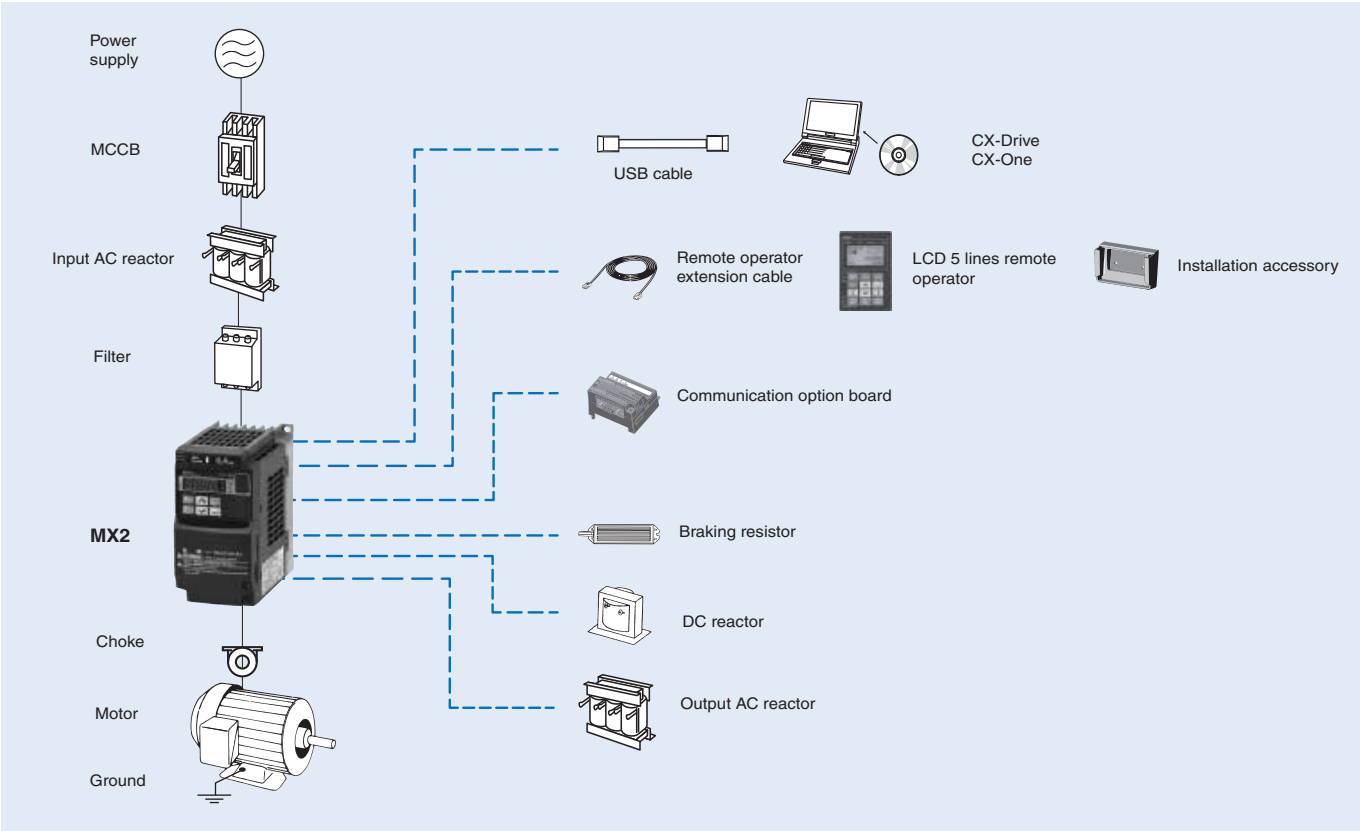 Power
supply
MCCB
USB cable
CX-Drive
CX-One
Input AC reactor
Remote operator
extension cable
LCD 5 lines remote
operator
Installation accessory
Filter
Communication option board
MX2
Braking resistor
DC reactor
Choke
Motor
Output AC reactor
Ground